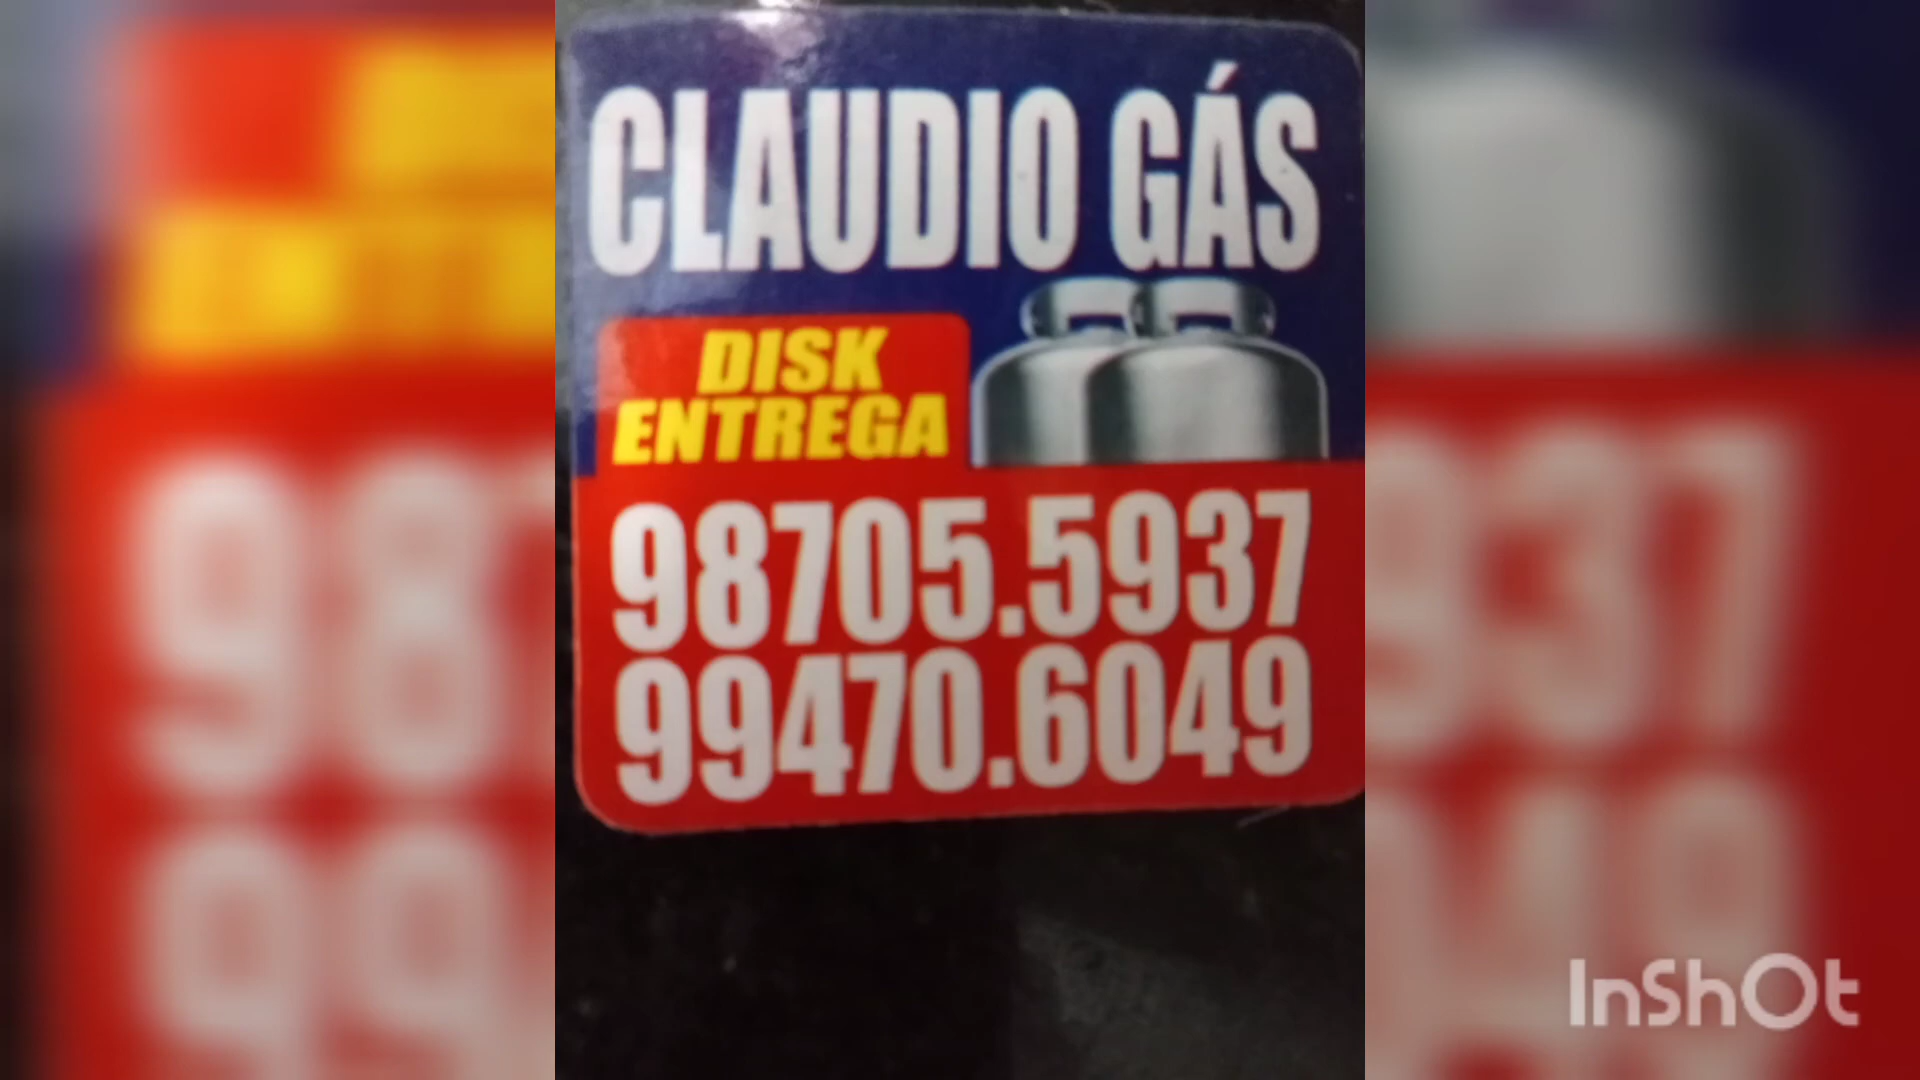 CLAUDIO GÁS
DISK
ENTREGA
98705.5937
99470.6049
InShOt